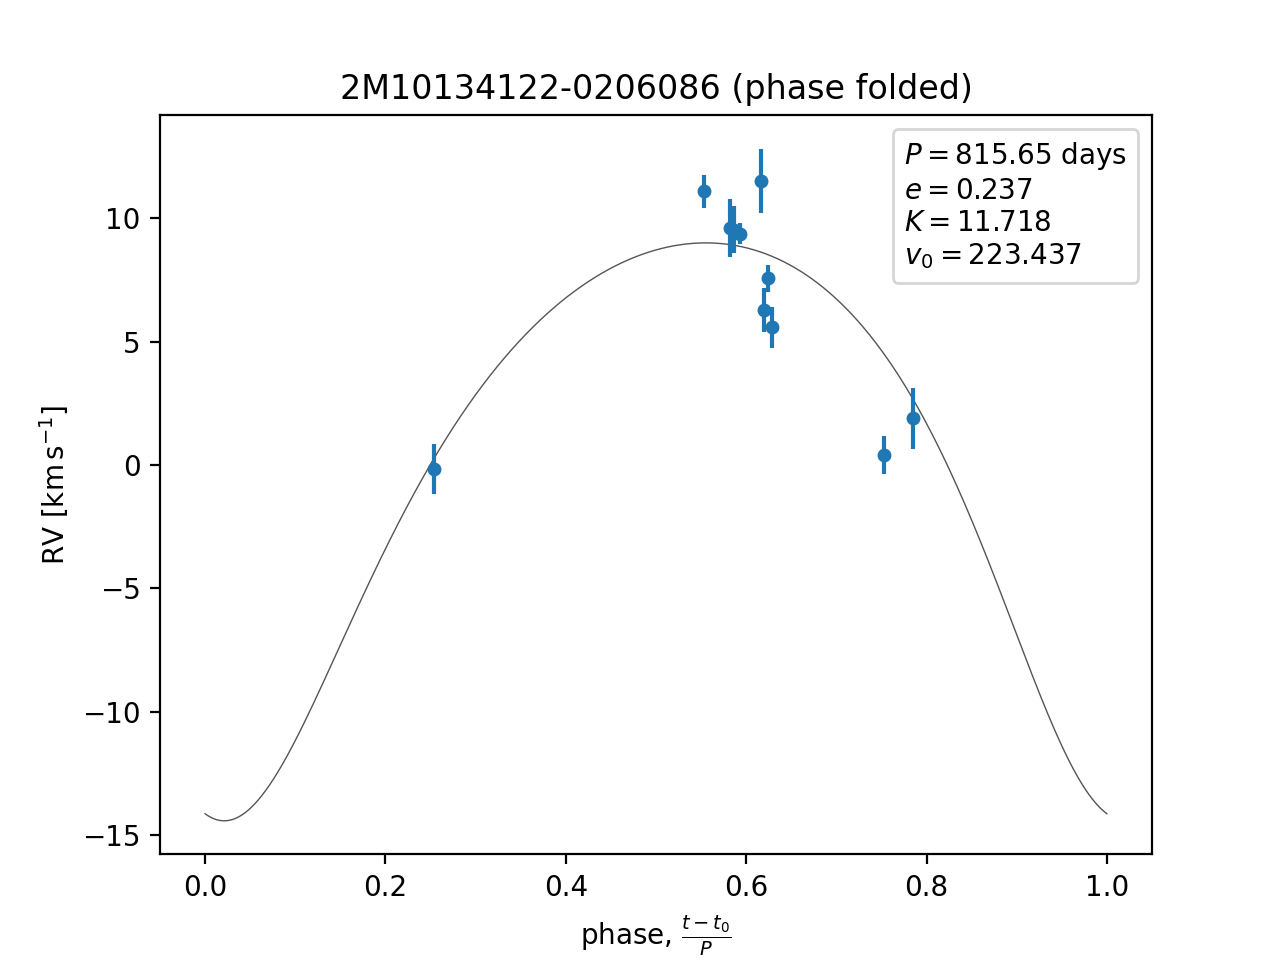 2M10134122-0206086 (phase folded)
P = 815.65 days
e = 0.237
K = 11.718
v₀ = 223.437
RV [km s⁻¹]
10
5
0
−5
−10
−15
0.0 0.2 0.4 0.6 0.8 1.0
phase, (t − t₀)/P